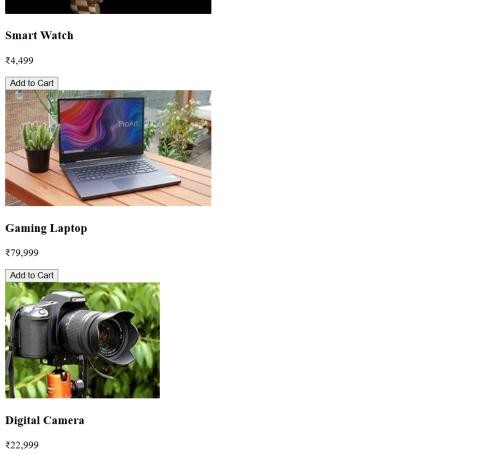 Smart Watch
₹4,499
Add to Cart
ProArt
Gaming Laptop
₹79,999
Add to Cart
Digital Camera
₹22,999